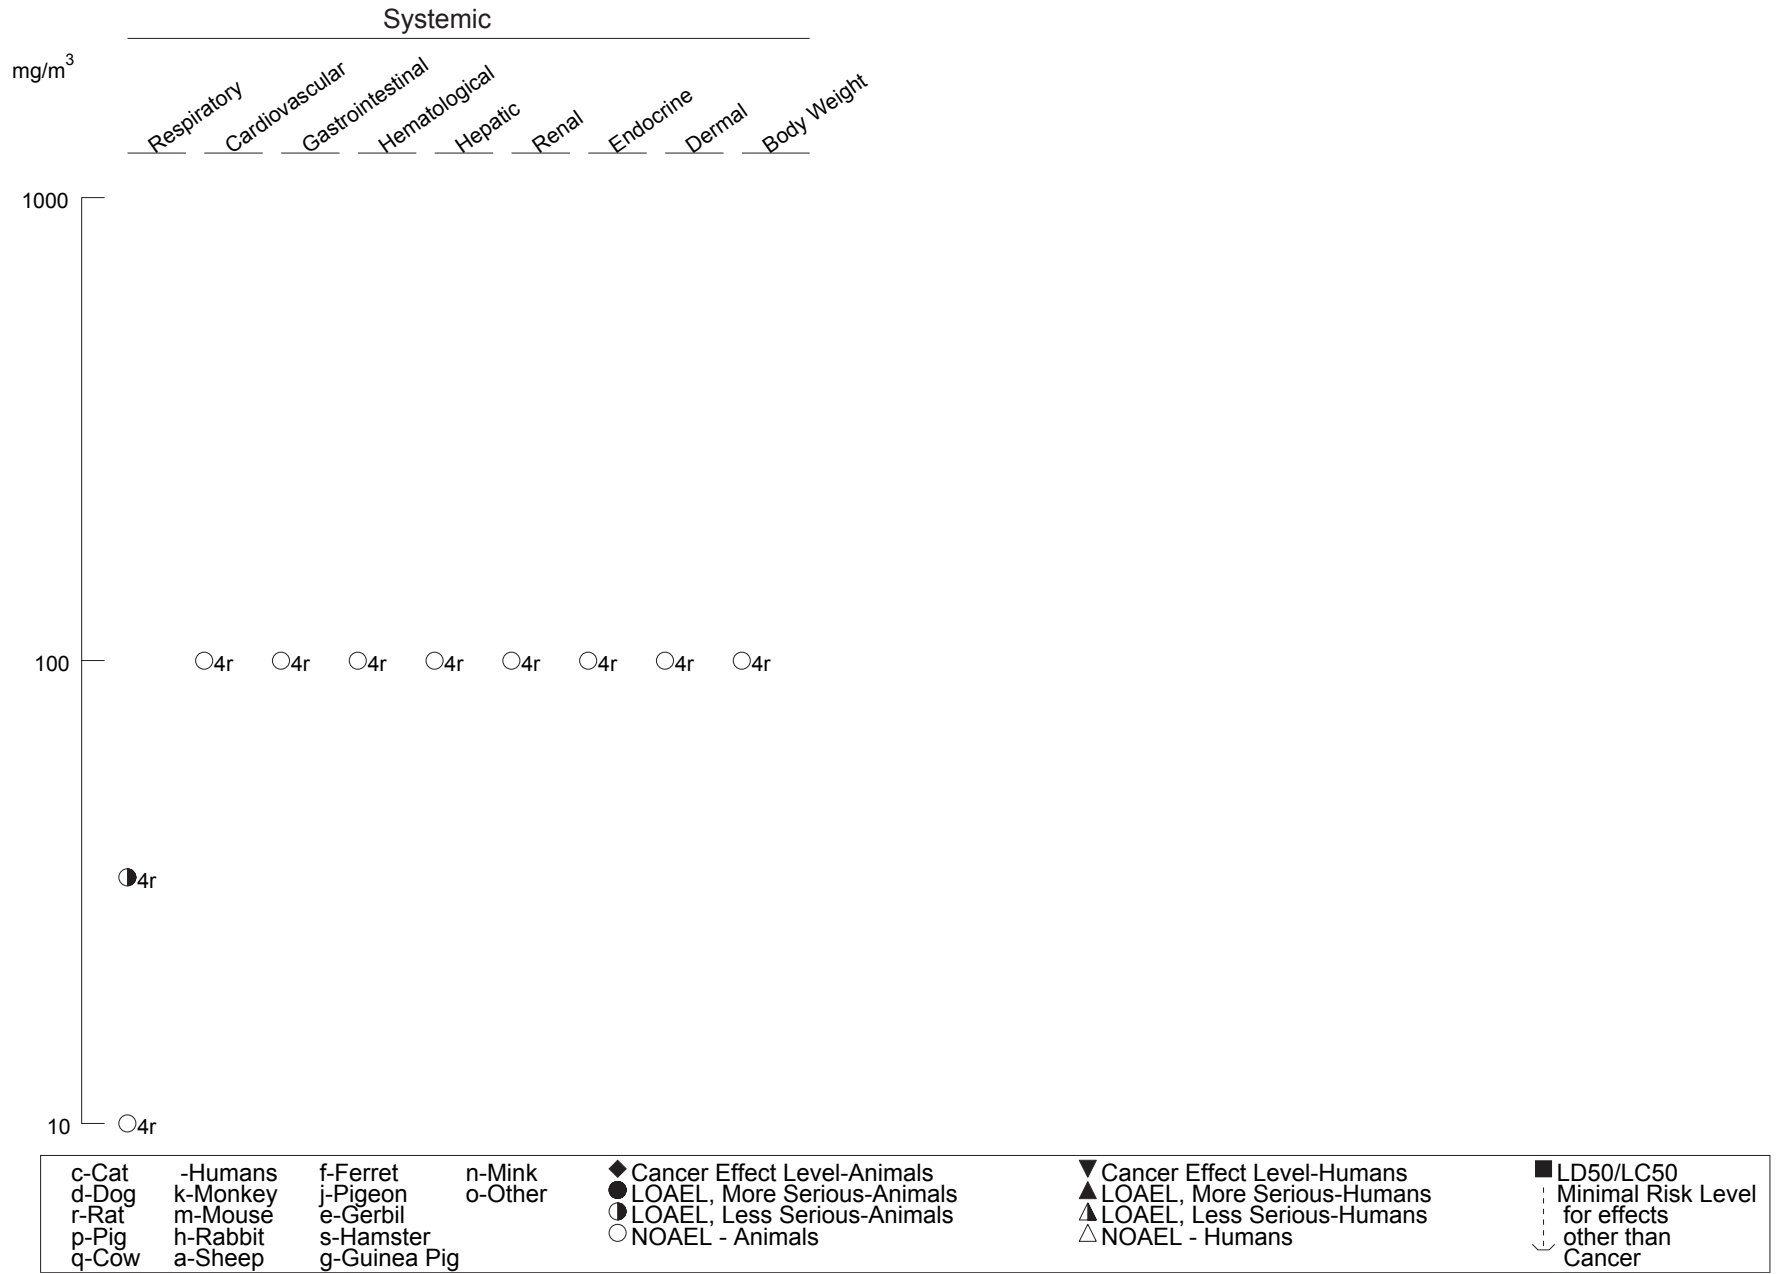 Systemic
mg/m3
Respiratory
Cardiovascular
Gastrointestinal
Hematological
Hepatic
Renal
Endocrine
Dermal
Body Weight
1000
100
4r 4r 4r 4r 4r 4r 4r 4r
4r
10
4r
c-Cat -Humans f-Ferret n-Mink Cancer Effect Level-Animals Cancer Effect Level-Humans LD50/LC50
d-Dog k-Monkey j-Pigeon o-Other LOAEL, More Serious-Animals LOAEL, More Serious-Humans Minimal Risk Level
r-Rat m-Mouse e-Gerbil LOAEL, Less Serious-Animals LOAEL, Less Serious-Humans for effects
p-Pig h-Rabbit s-Hamster NOAEL - Animals NOAEL - Humans other than
q-Cow a-Sheep g-Guinea Pig Cancer